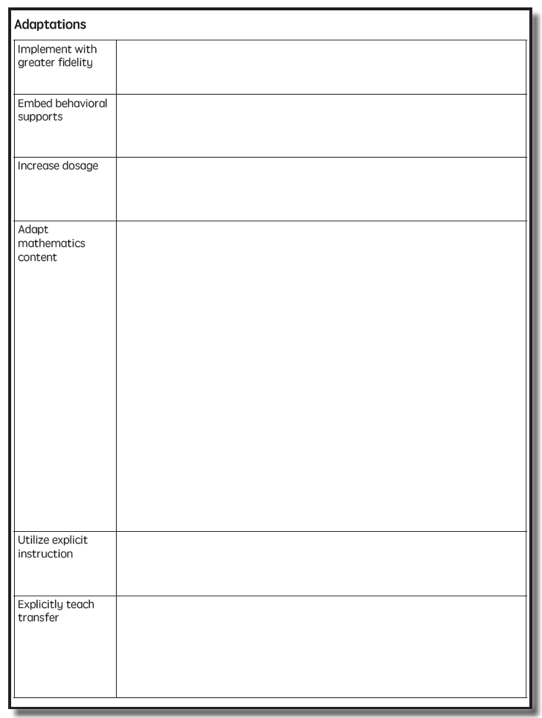 Adaptations
Implement with
greater fidelity
Embed behavioral
supports
Increase dosage
Adapt
mathematics
content
Utilize explicit
instruction
Explicitly teach
transfer